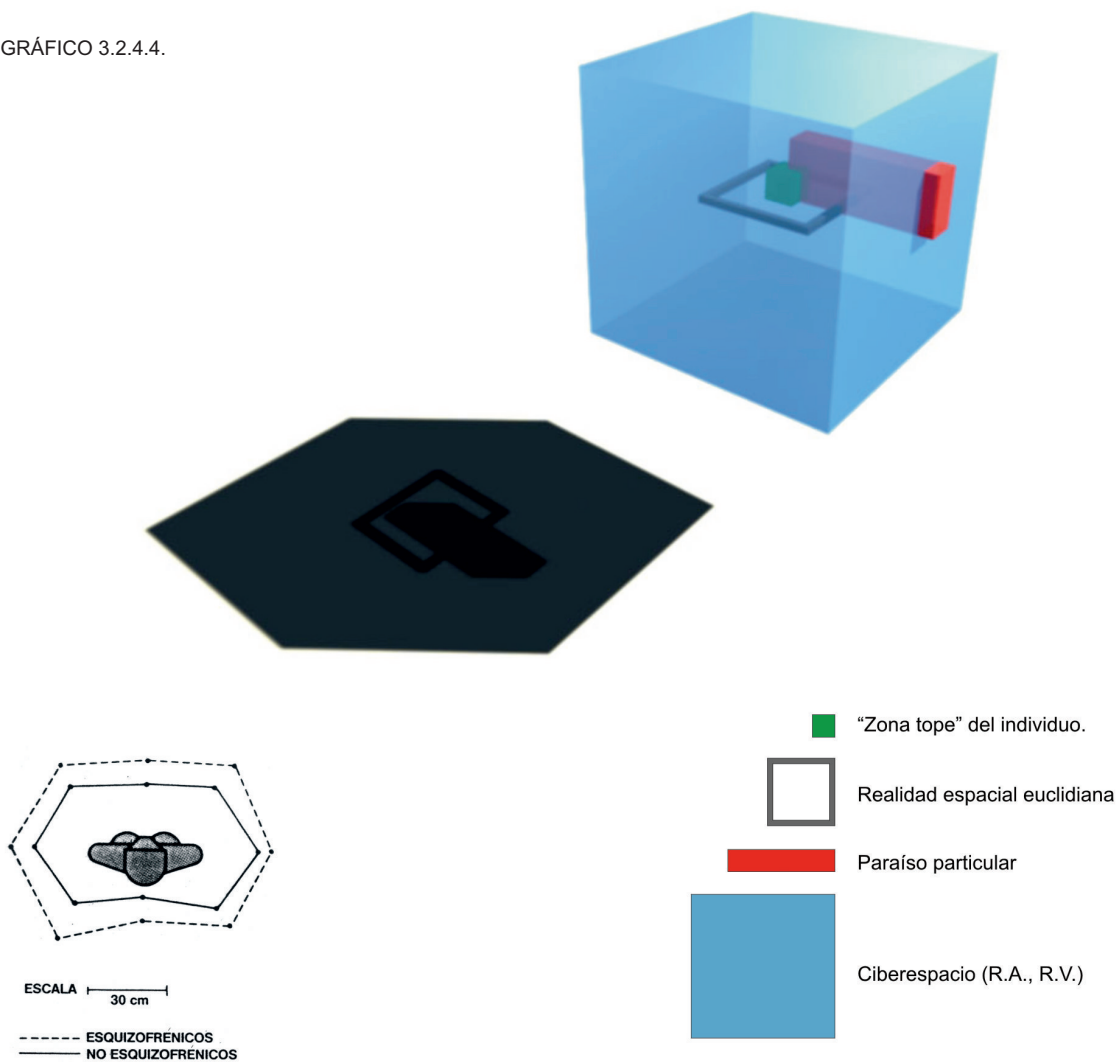 GRÁFICO 3.2.4.4.
“Zona tope” del individuo.
Realidad espacial euclidiana
Paraíso particular
Ciberespacio (R.A., R.V.)
ESCALA
30 cm
ESQUIZOFRÉNICOS
NO ESQUIZOFRÉNICOS